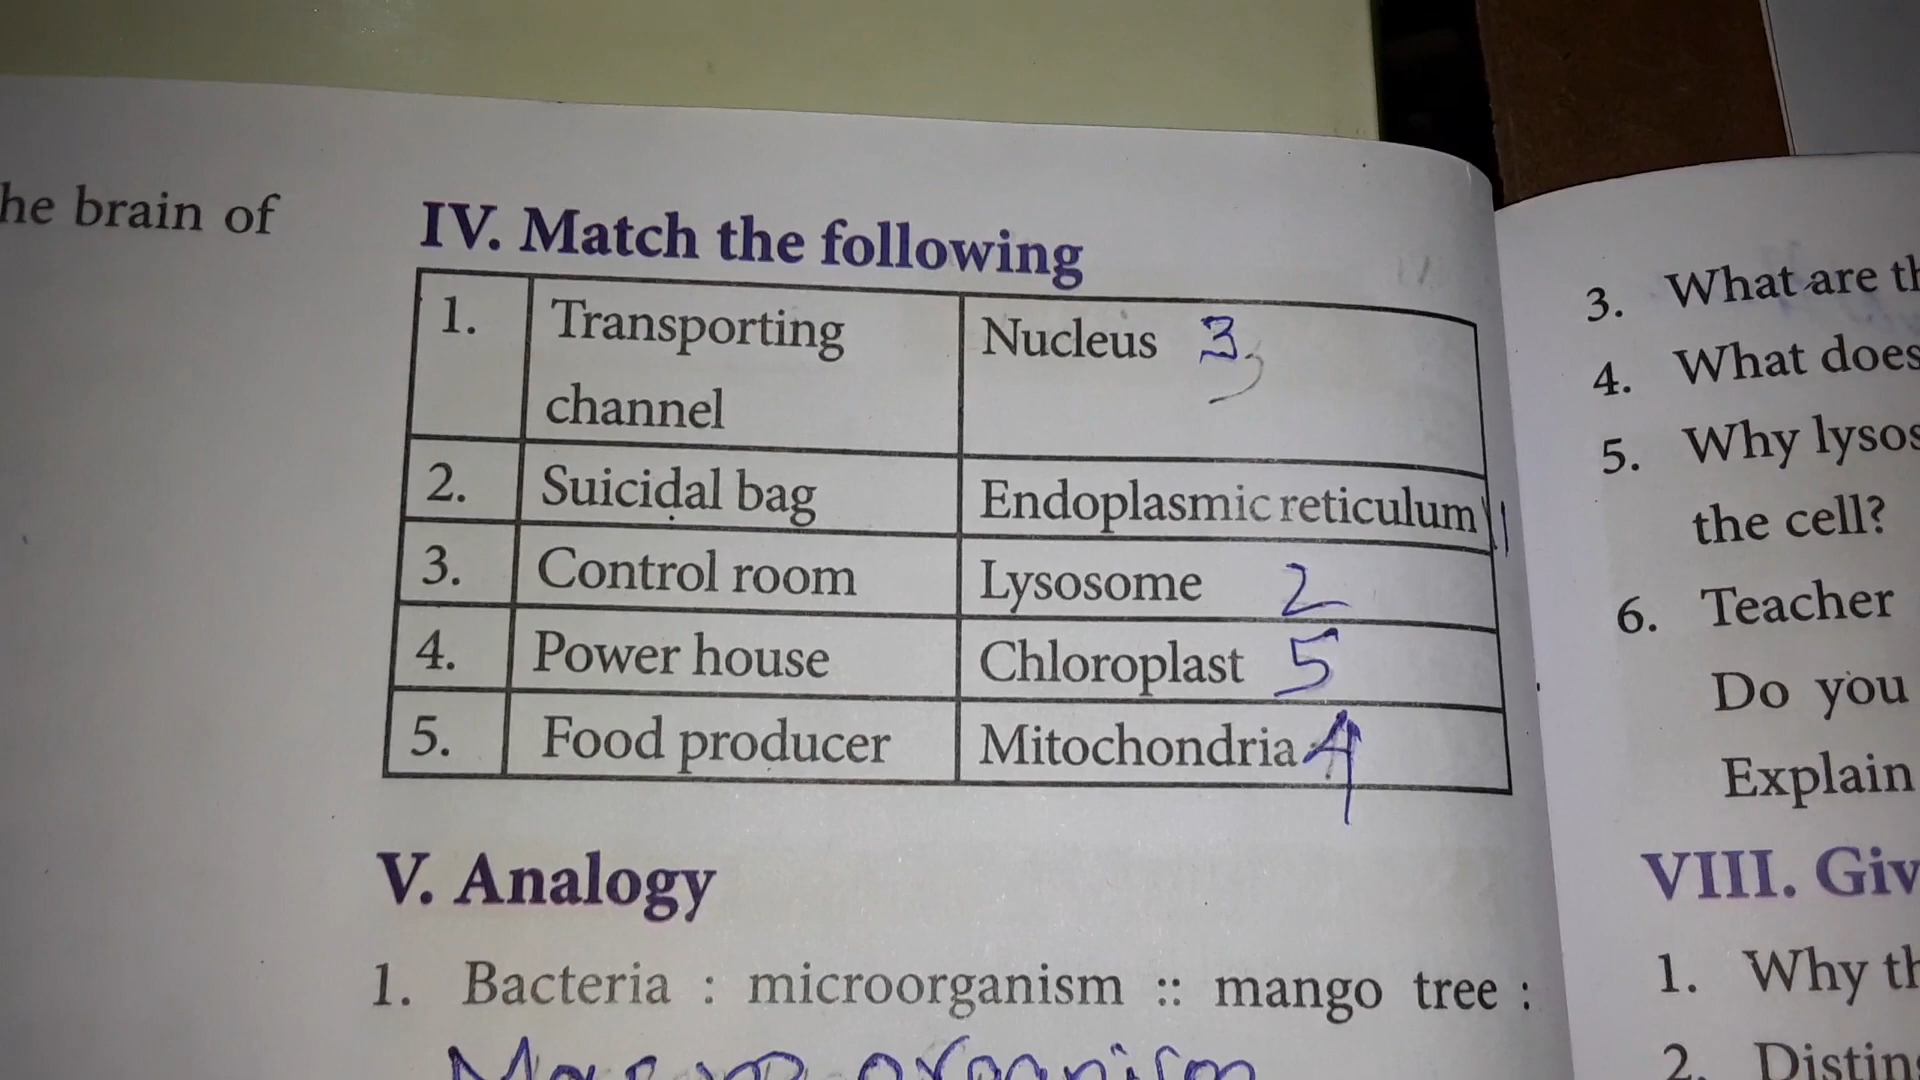 he brain of
IV. Match the following
1. Transporting channel Nucleus 3
2. Suicidal bag Endoplasmic reticulum 1
3. Control room Lysosome 2
4. Power house Chloroplast 5
5. Food producer Mitochondria 4
V. Analogy
1. Bacteria : microorganism :: mango tree :
organism
3. What are th
4. What does
5. Why lysos
the cell?
6. Teacher
Do you
Explain
VIII. Giv
1. Why th
2. Distin